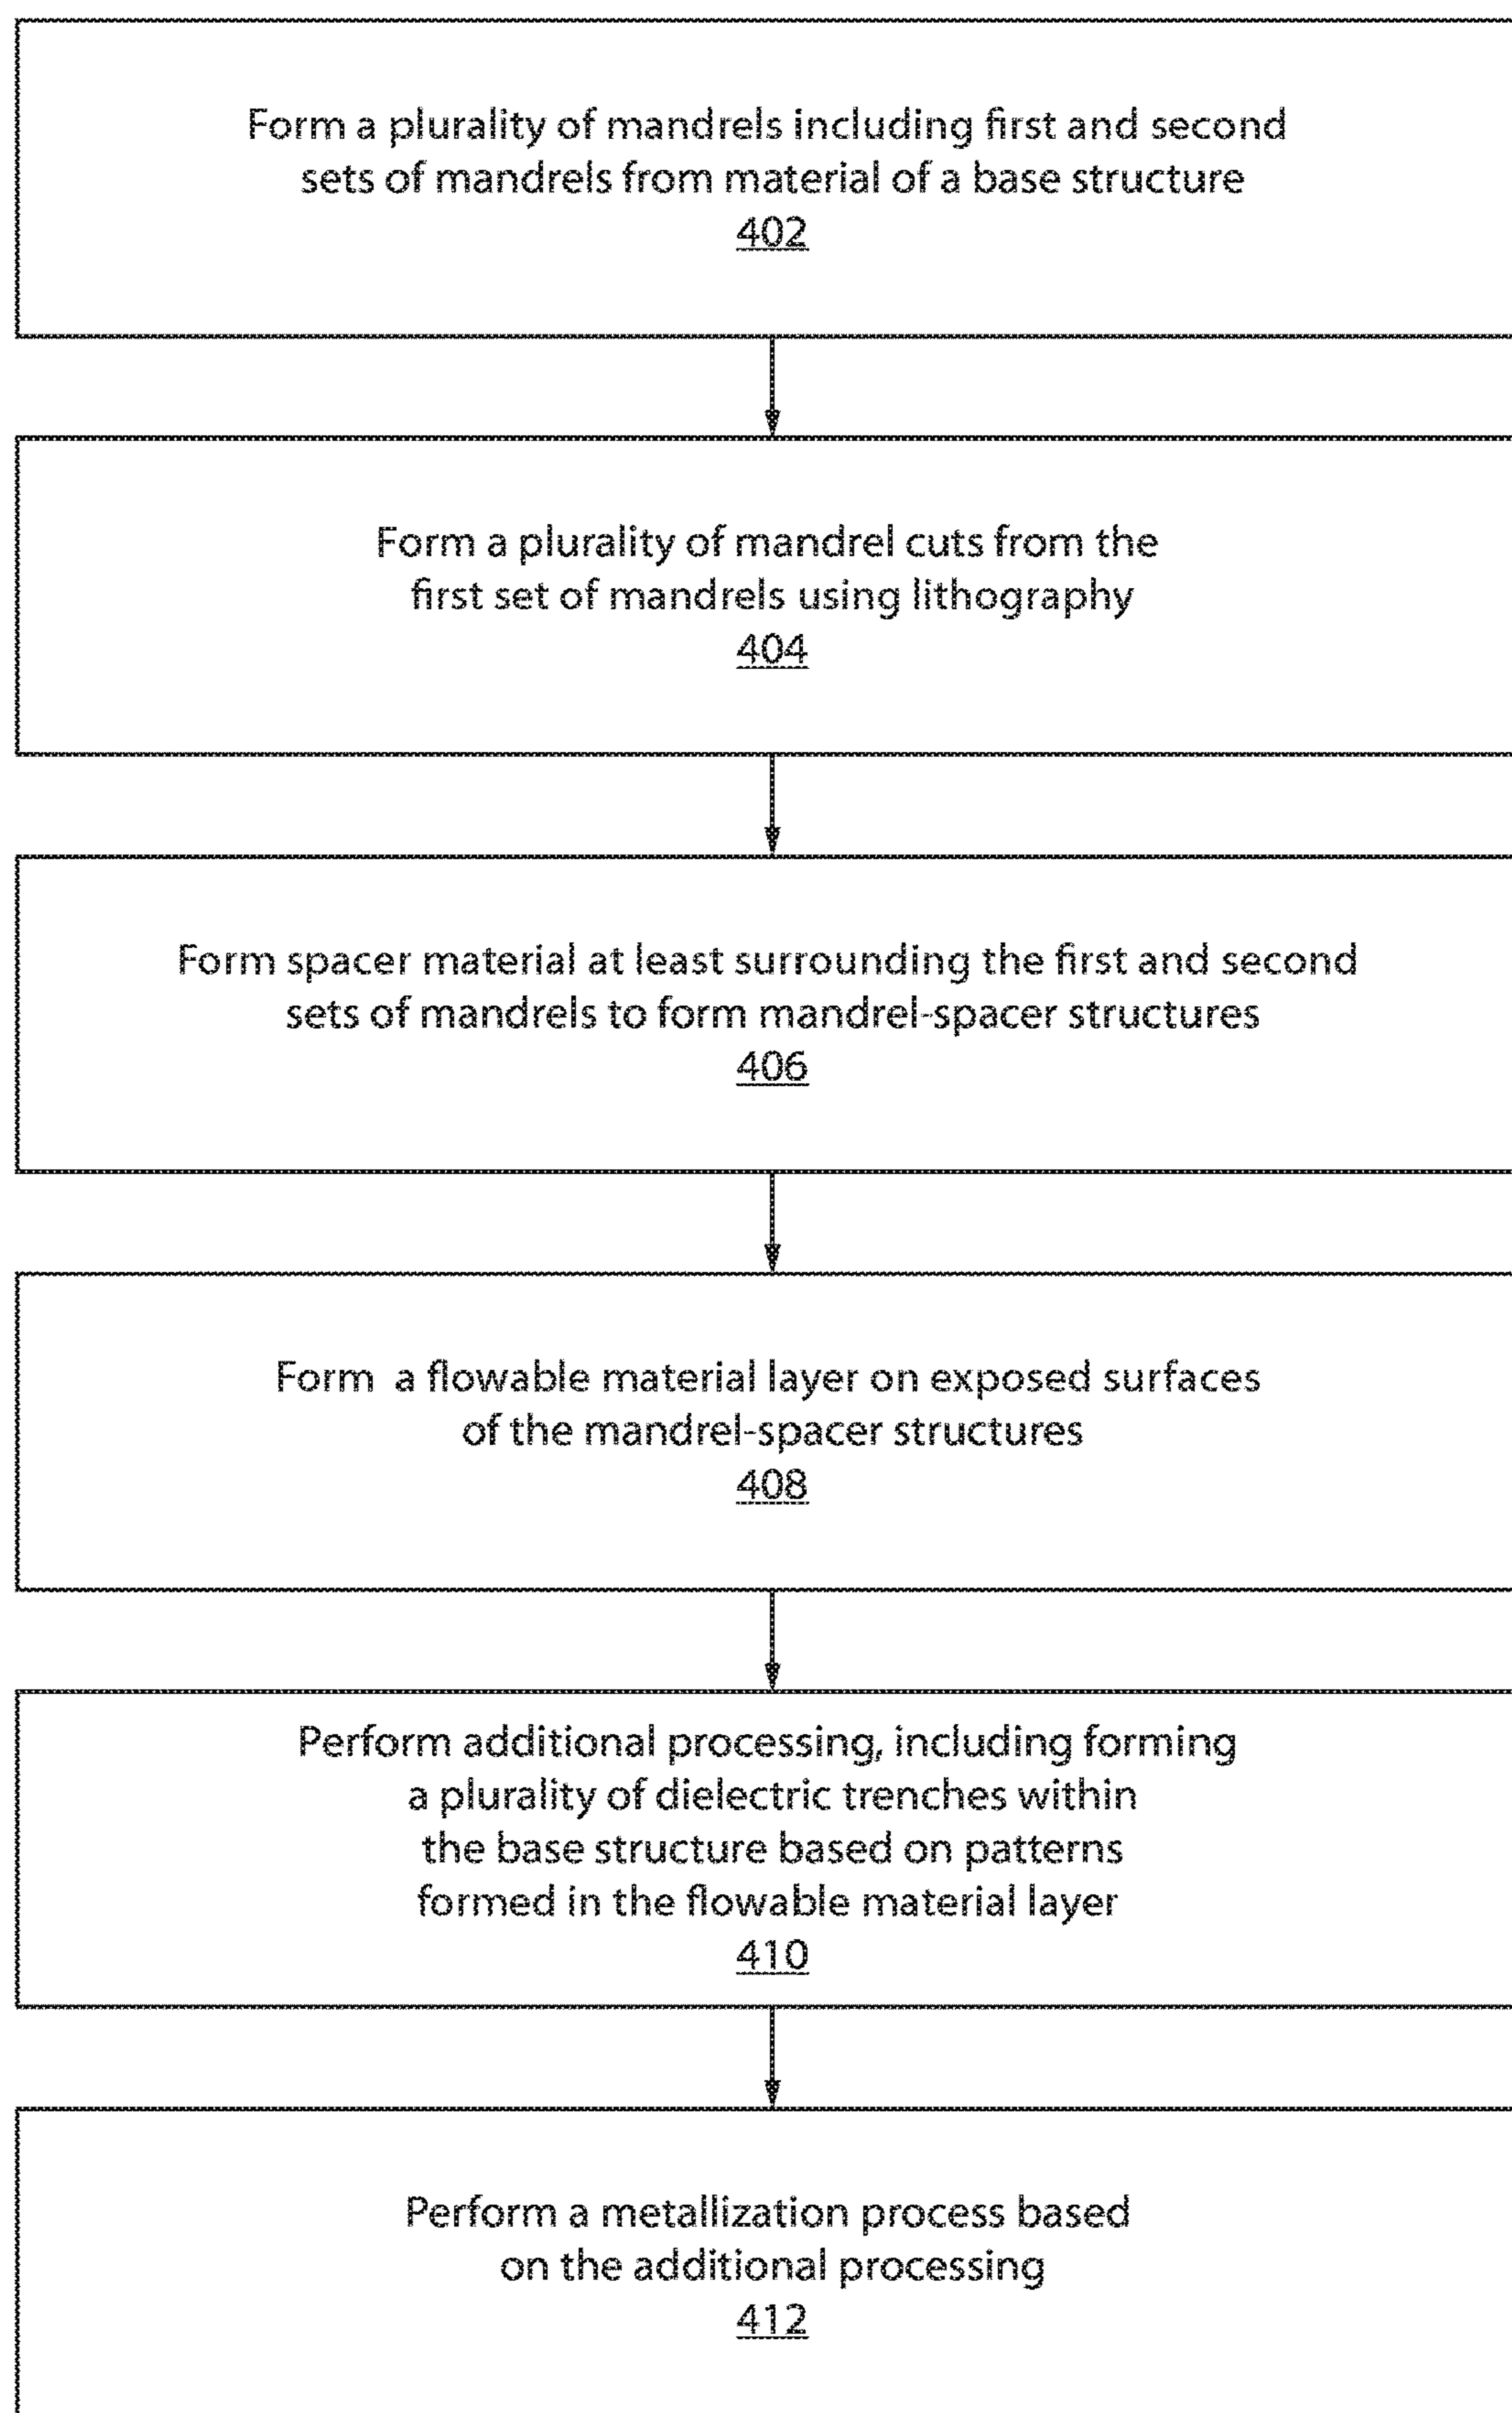 Form a plurality of mandrels including first and second
sets of mandrels from material of a base structure
402
Form a plurality of mandrel cuts from the
first set of mandrels using lithography
404
Form spacer material at least surrounding the first and second
sets of mandrels to form mandrel-spacer structures
406
Form a flowable material layer on exposed surfaces
of the mandrel-spacer structures
408
Perform additional processing, including forming
a plurality of dielectric trenches within
the base structure based on patterns
formed in the flowable material layer
410
Perform a metallization process based
on the additional processing
412